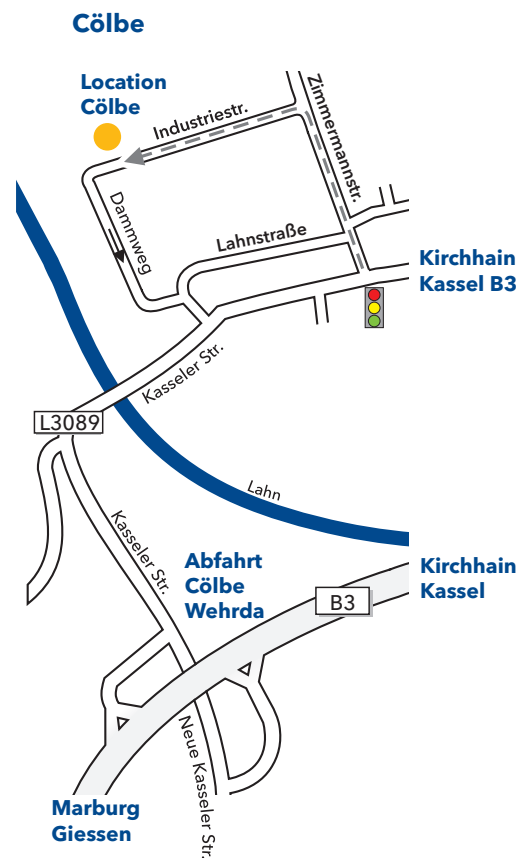 Cölbe
Location
Cölbe
Industriestr.
Zimmermannstr.
Dammweg
Lahnstraße
Kirchhain
Kassel B3
Kasseler Str.
L3089
Lahn
Kasseler Str.
Abfahrt
Cölbe
Wehrda
Kirchhain
Kassel
B3
Neue Kasseler Str.
Marburg
Giessen